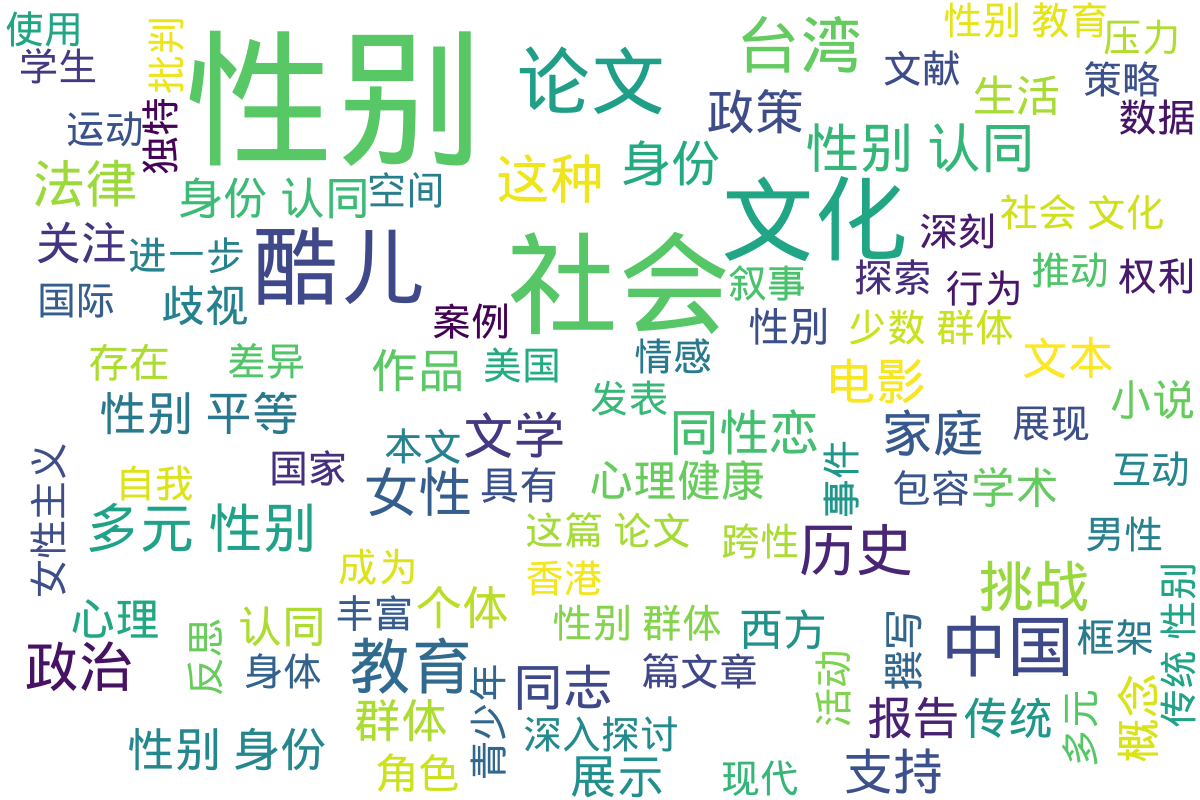 使用
学生
批判
性别
论文
台湾
性别 教育
压力
文献
策略
生活
政策
数据
运动
独特
法律
身份 认同
空间
这种
身份
性别 认同
关注
进一步
酷儿
社会
文化
深刻
社会 文化
国际
歧视
案例
叙事
探索
行为
推动
权利
性別
少数 群体
存在
差异
作品
美国
情感
电影
文本
发表
小说
性别 平等
本文
文学
同性恋
家庭
展现
女性主义
自我
国家
女性
具有
心理健康
事件
包容
学术
互动
多元 性别
这篇 论文
跨性
历史
男性
成为
香港
挑战
传统 性别
心理
反思
认同
丰富
个体
性别 群体
西方
撰写
中国
框架
政治
身体
教育
青少年
同志
篇文章
活动
报告
传统
多元
概念
性别 身份
群体
深入探讨
角色
展示
现代
支持